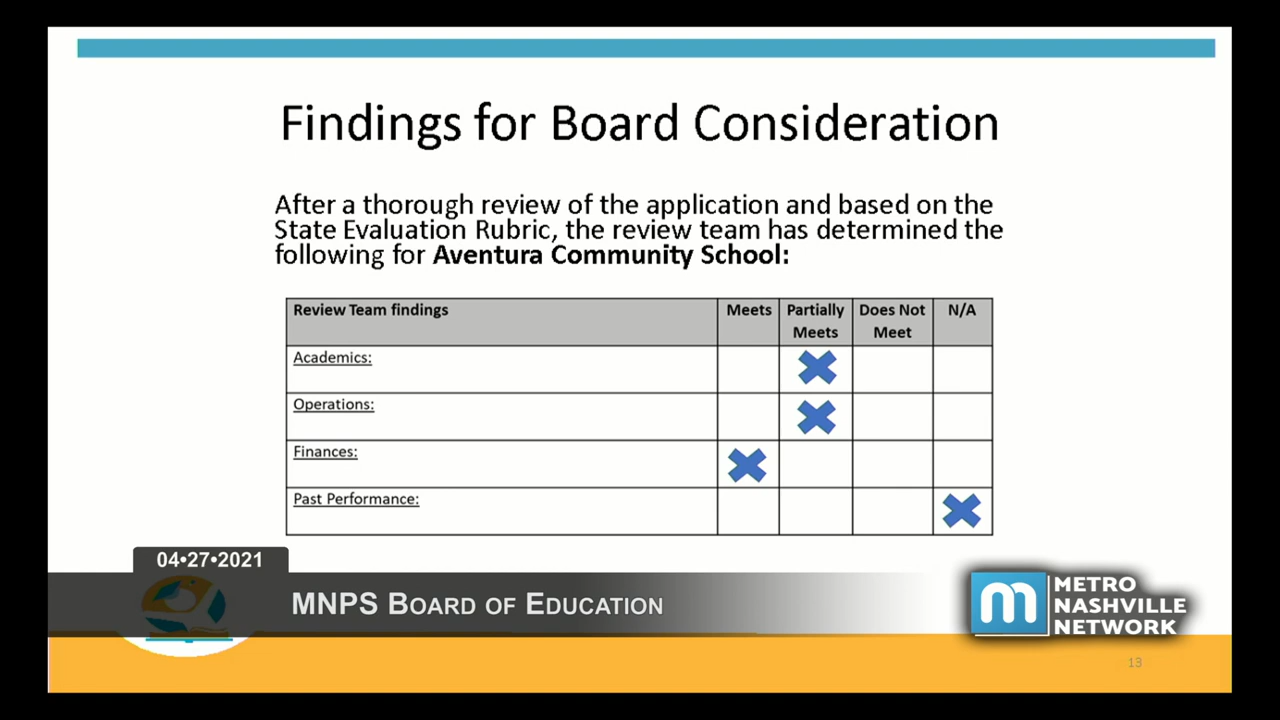 Findings for Board Consideration
After a thorough review of the application and based on the
State Evaluation Rubric, the review team has determined the
following for Aventura Community School:
Review Team findings Meets Partially Meets Does Not Meet N/A
Academics:
Operations:
Finances:
Past Performance:
04•27•2021
MNPS BOARD OF EDUCATION
m METRO
NASHVILLE
NETWORK
13